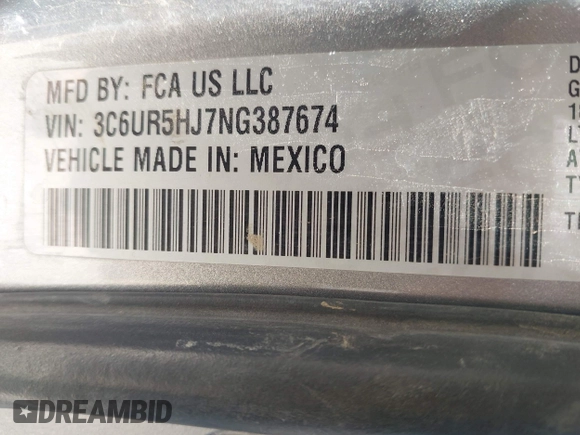 MFD BY: FCA US LLC
VIN: 3C6UR5HJ7NG387674
VEHICLE MADE IN: MEXICO
DREAMBID